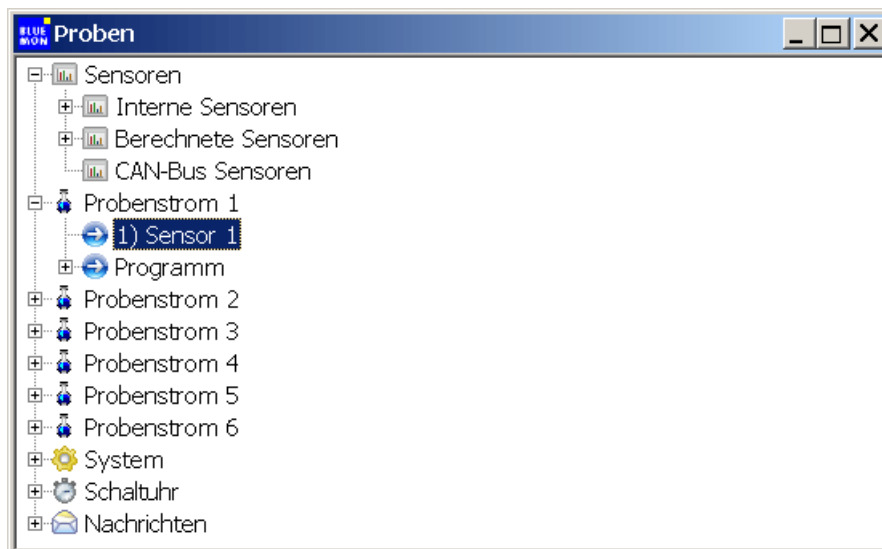 BLUE
MON
Proben
Sensoren
Interne Sensoren
Berechnete Sensoren
CAN-Bus Sensoren
Probenstrom 1
1) Sensor 1
Programm
Probenstrom 2
Probenstrom 3
Probenstrom 4
Probenstrom 5
Probenstrom 6
System
Schaltuhr
Nachrichten